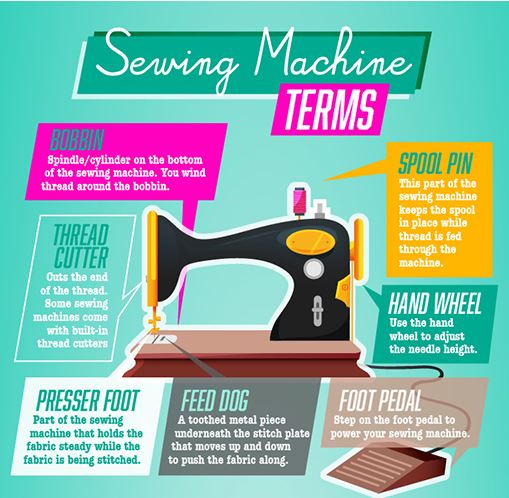 Sewing Machine
TERMS
BOBBIN
Spindle/cylinder on the bottom
of the sewing machine. You wind
thread around the bobbin.
SPOOL PIN
This part of the
sewing machine
keeps the spool
in place while
thread is fed
through the
machine.
THREAD
CUTTER
Cuts the end
of the thread.
Some sewing
machines come
with built-in
thread cutters
HAND WHEEL
Use the hand
wheel to adjust
the needle height.
PRESSER FOOT
Part of the sewing
machine that holds the
fabric steady while the
fabric is being stitched.
FEED DOG
A toothed metal piece
underneath the stitch plate
that moves up and down
to push the fabric along.
FOOT PEDAL
Step on the foot pedal to
power your sewing machine.